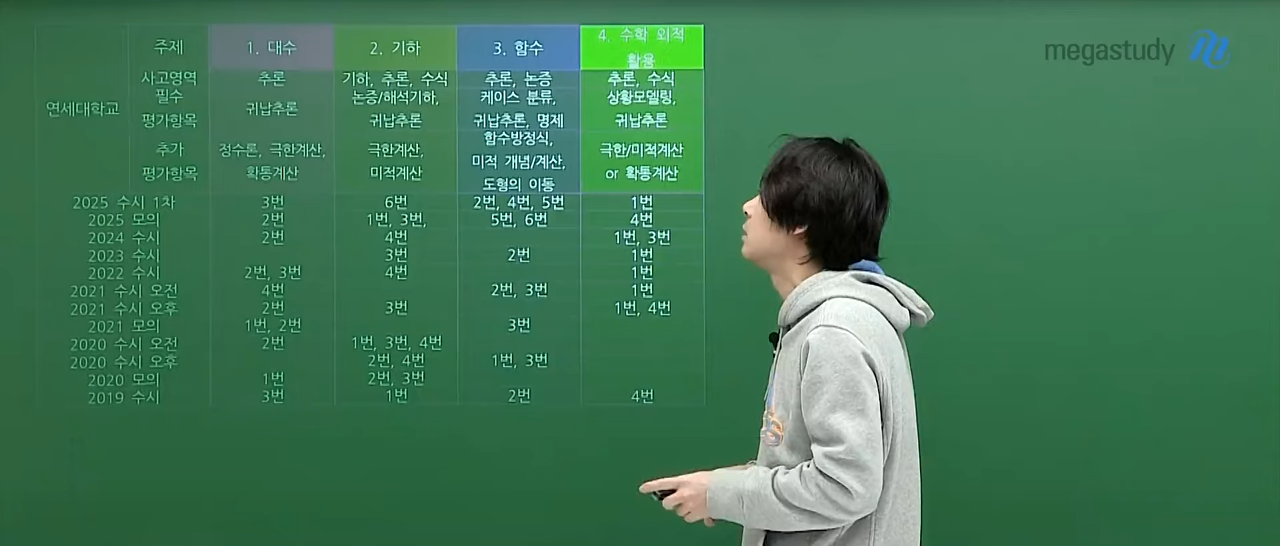 megastudy
주제 1. 대수 2. 기하 3. 함수 4. 수학 외적 활용
연세대학교
사고영역 추론 기하, 추론, 수식 추론, 논증 추론, 수식
필수 평가항목 귀납추론 논증/해석기하, 귀납추론 케이스 분류, 귀납추론, 명제 상황모델링, 귀납추론
추가 평가항목 정수론, 극한계산, 확통계산 극한계산, 미적계산 함수방정식, 미적 개념/계산, 도형의 이동 극한/미적계산 or 확통계산
2025 수시 1차 3번 6번 2번, 4번, 5번 1번
2025 모의 2번 1번, 3번, 5번, 6번 4번
2024 수시 2번 4번 1번, 3번
2023 수시 3번 2번 1번
2022 수시 2번, 3번 4번 1번
2021 수시 오전 4번 2번, 3번 1번
2021 수시 오후 2번 3번 1번, 4번
2021 모의 1번, 2번 3번
2020 수시 오전 2번 1번, 3번, 4번
2020 수시 오후 2번, 4번 1번, 3번
2020 모의 1번 2번, 3번
2019 수시 3번 1번 2번 4번